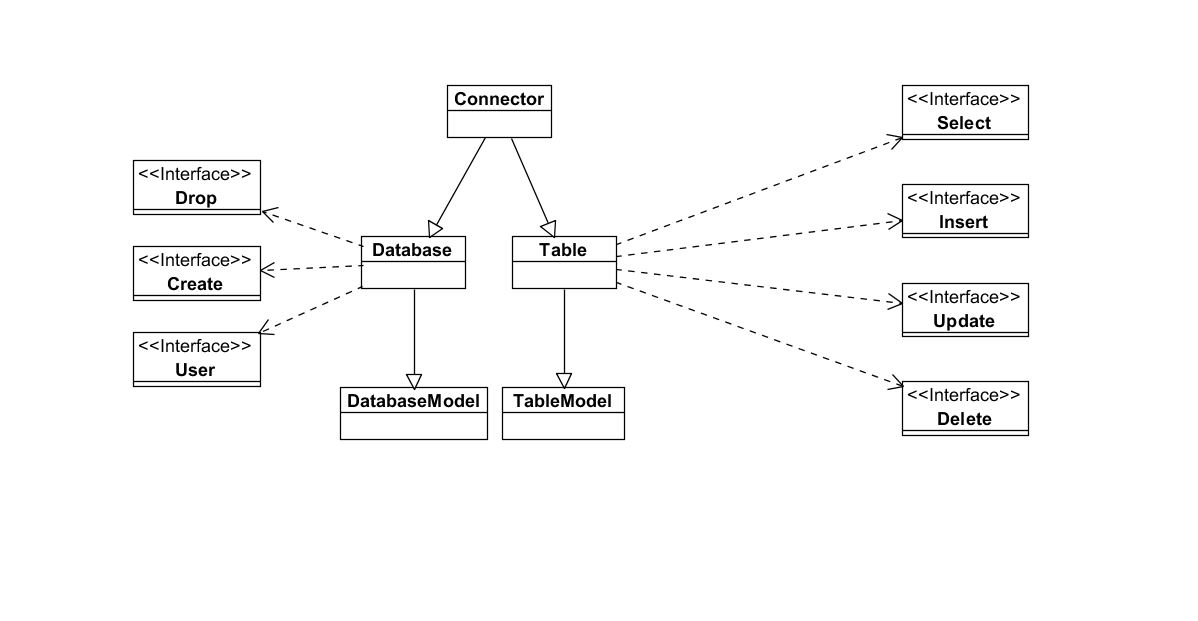 Connector
<<Interface>>
Select
<<Interface>>
Drop
<<Interface>>
Insert
Database
Table
<<Interface>>
Create
<<Interface>>
Update
<<Interface>>
User
DatabaseModel
TableModel
<<Interface>>
Delete